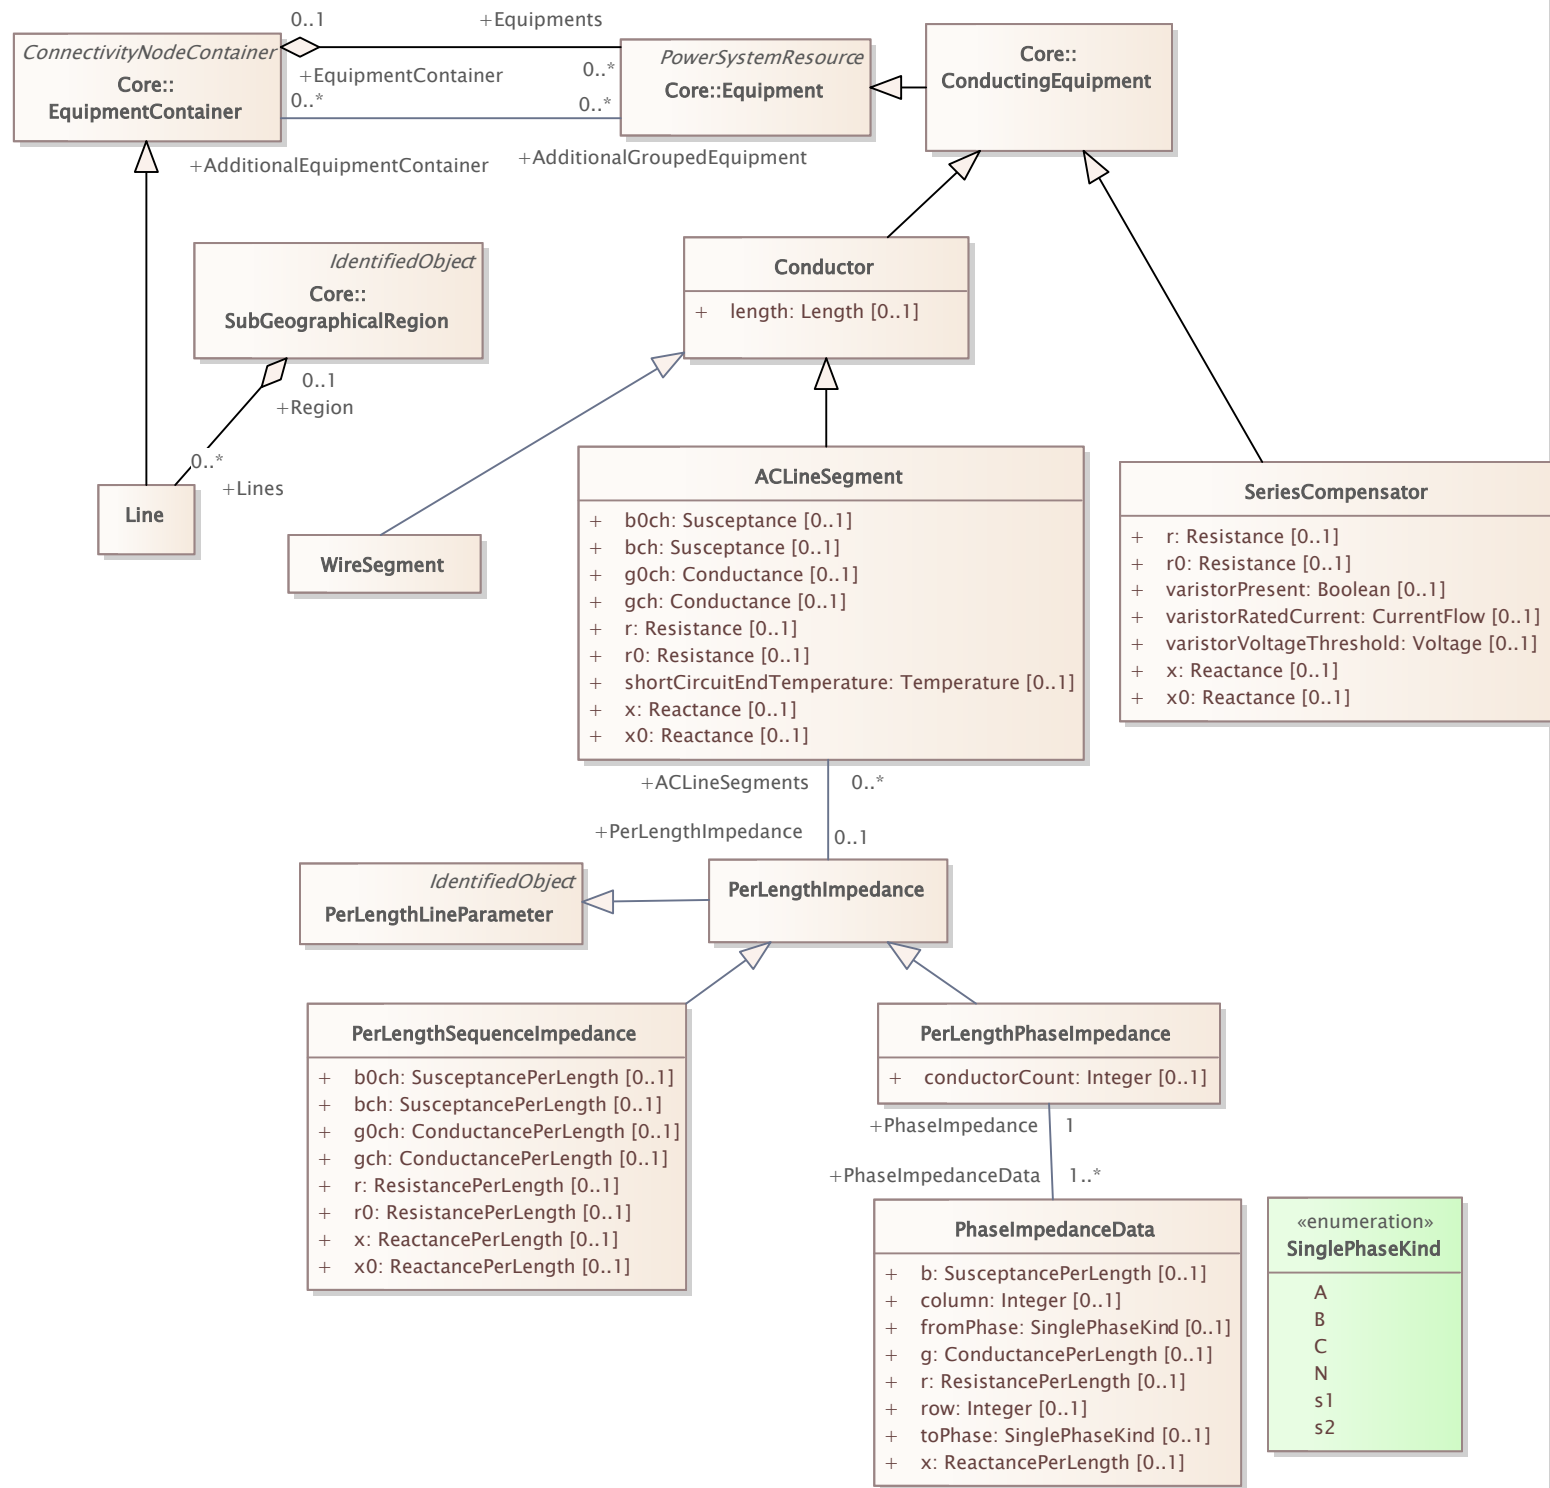 0..1
+Equipments
ConnectivityNodeContainer
Core::
EquipmentContainer
+EquipmentContainer
0..*
0..*
0..*
PowerSystemResource
Core::Equipment
Core::
ConductingEquipment
+AdditionalEquipmentContainer
+AdditionalGroupedEquipment
IdentifiedObject
Core::
SubGeographicalRegion
0..1
+Region
0..*
+Lines
Line
Conductor
+ length: Length [0..1]
WireSegment
ACLineSegment
+ b0ch: Susceptance [0..1]
+ bch: Susceptance [0..1]
+ g0ch: Conductance [0..1]
+ gch: Conductance [0..1]
+ r: Resistance [0..1]
+ r0: Resistance [0..1]
+ shortCircuitEndTemperature: Temperature [0..1]
+ x: Reactance [0..1]
+ x0: Reactance [0..1]
SeriesCompensator
+ r: Resistance [0..1]
+ r0: Resistance [0..1]
+ varistorPresent: Boolean [0..1]
+ varistorRatedCurrent: CurrentFlow [0..1]
+ varistorVoltageThreshold: Voltage [0..1]
+ x: Reactance [0..1]
+ x0: Reactance [0..1]
+ACLineSegments
0..*
+PerLengthImpedance
0..1
IdentifiedObject
PerLengthLineParameter
PerLengthImpedance
PerLengthSequenceImpedance
+ b0ch: SusceptancePerLength [0..1]
+ bch: SusceptancePerLength [0..1]
+ g0ch: ConductancePerLength [0..1]
+ gch: ConductancePerLength [0..1]
+ r: ResistancePerLength [0..1]
+ r0: ResistancePerLength [0..1]
+ x: ReactancePerLength [0..1]
+ x0: ReactancePerLength [0..1]
PerLengthPhaseImpedance
+ conductorCount: Integer [0..1]
+PhaseImpedance
1
+PhaseImpedanceData
1..*
PhaseImpedanceData
+ b: SusceptancePerLength [0..1]
+ column: Integer [0..1]
+ fromPhase: SinglePhaseKind [0..1]
+ g: ConductancePerLength [0..1]
+ r: ResistancePerLength [0..1]
+ row: Integer [0..1]
+ toPhase: SinglePhaseKind [0..1]
+ x: ReactancePerLength [0..1]
«enumeration»
SinglePhaseKind
A
B
C
N
s1
s2